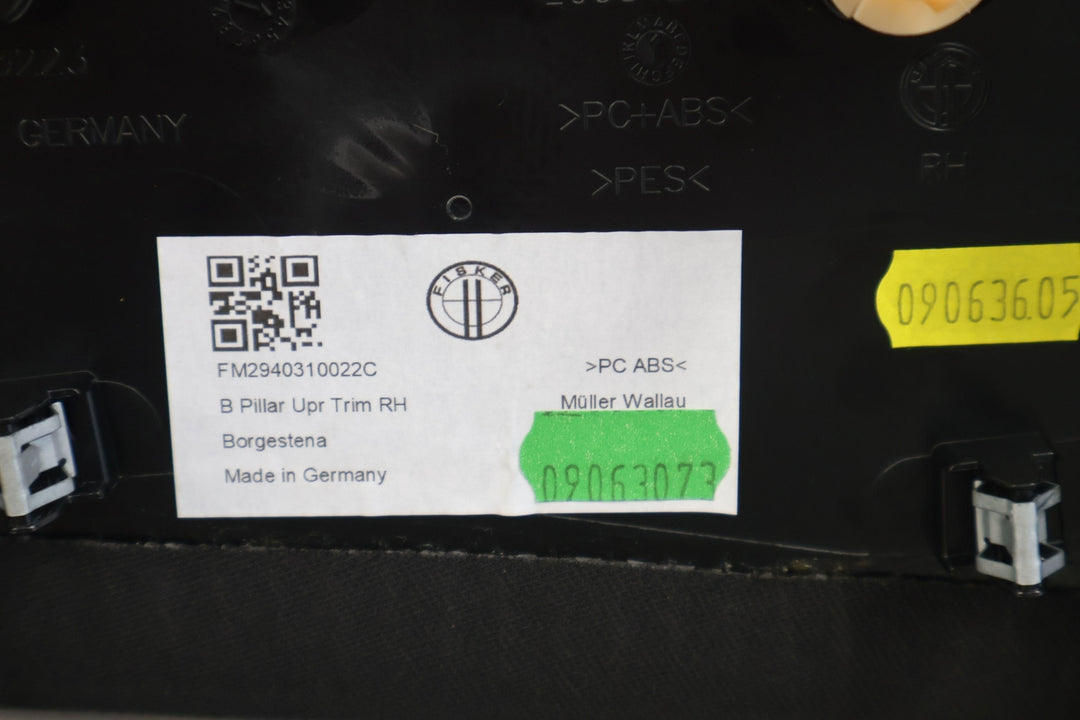 GERMANY
>PC+ABS<
>PES<
RH
FISKER
FM2940310022C
B Pillar Upr Trim RH
Borgestena
Made in Germany
>PC ABS<
Müller Wallau
09063073
09063605